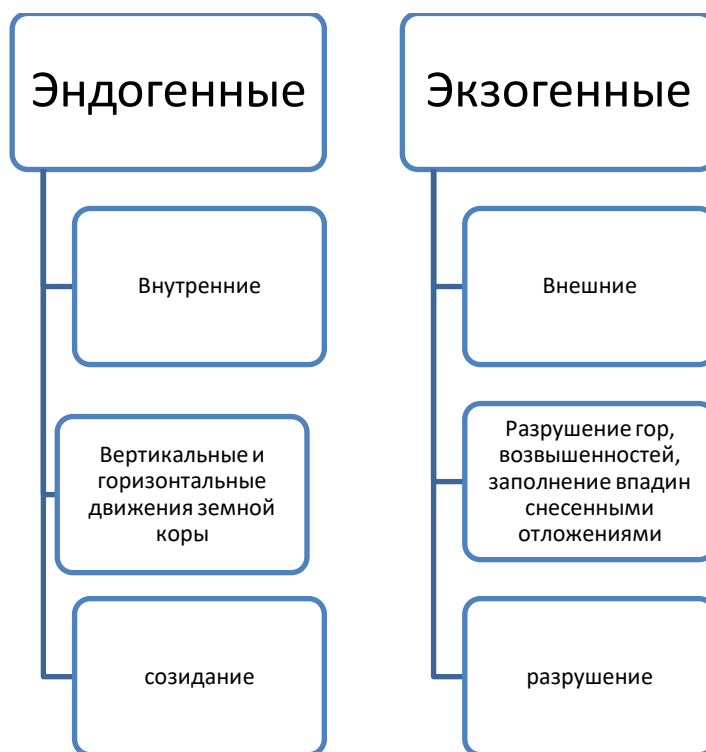 Эндогенные
Внутренние
Вертикальные и
горизонтальные
движения земной
коры
созидание
Экзогенные
Внешние
Разрушение гор,
возвышенностей,
заполнение впадин
снесенными
отложениями
разрушение